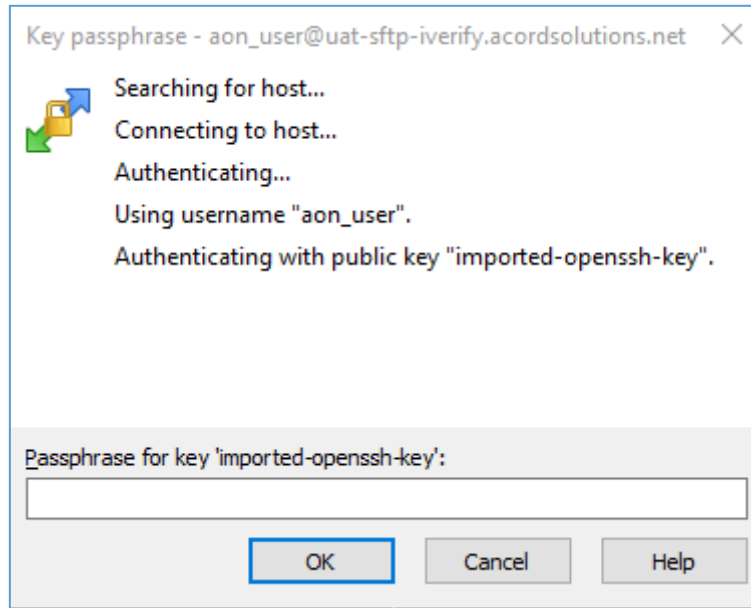 Key passphrase - aon_user@uat-sftp-iverify.acordsolutions.net
Searching for host...
Connecting to host...
Authenticating...
Using username "aon_user".
Authenticating with public key "imported-openssh-key".
Passphrase for key 'imported-openssh-key':
OK Cancel Help